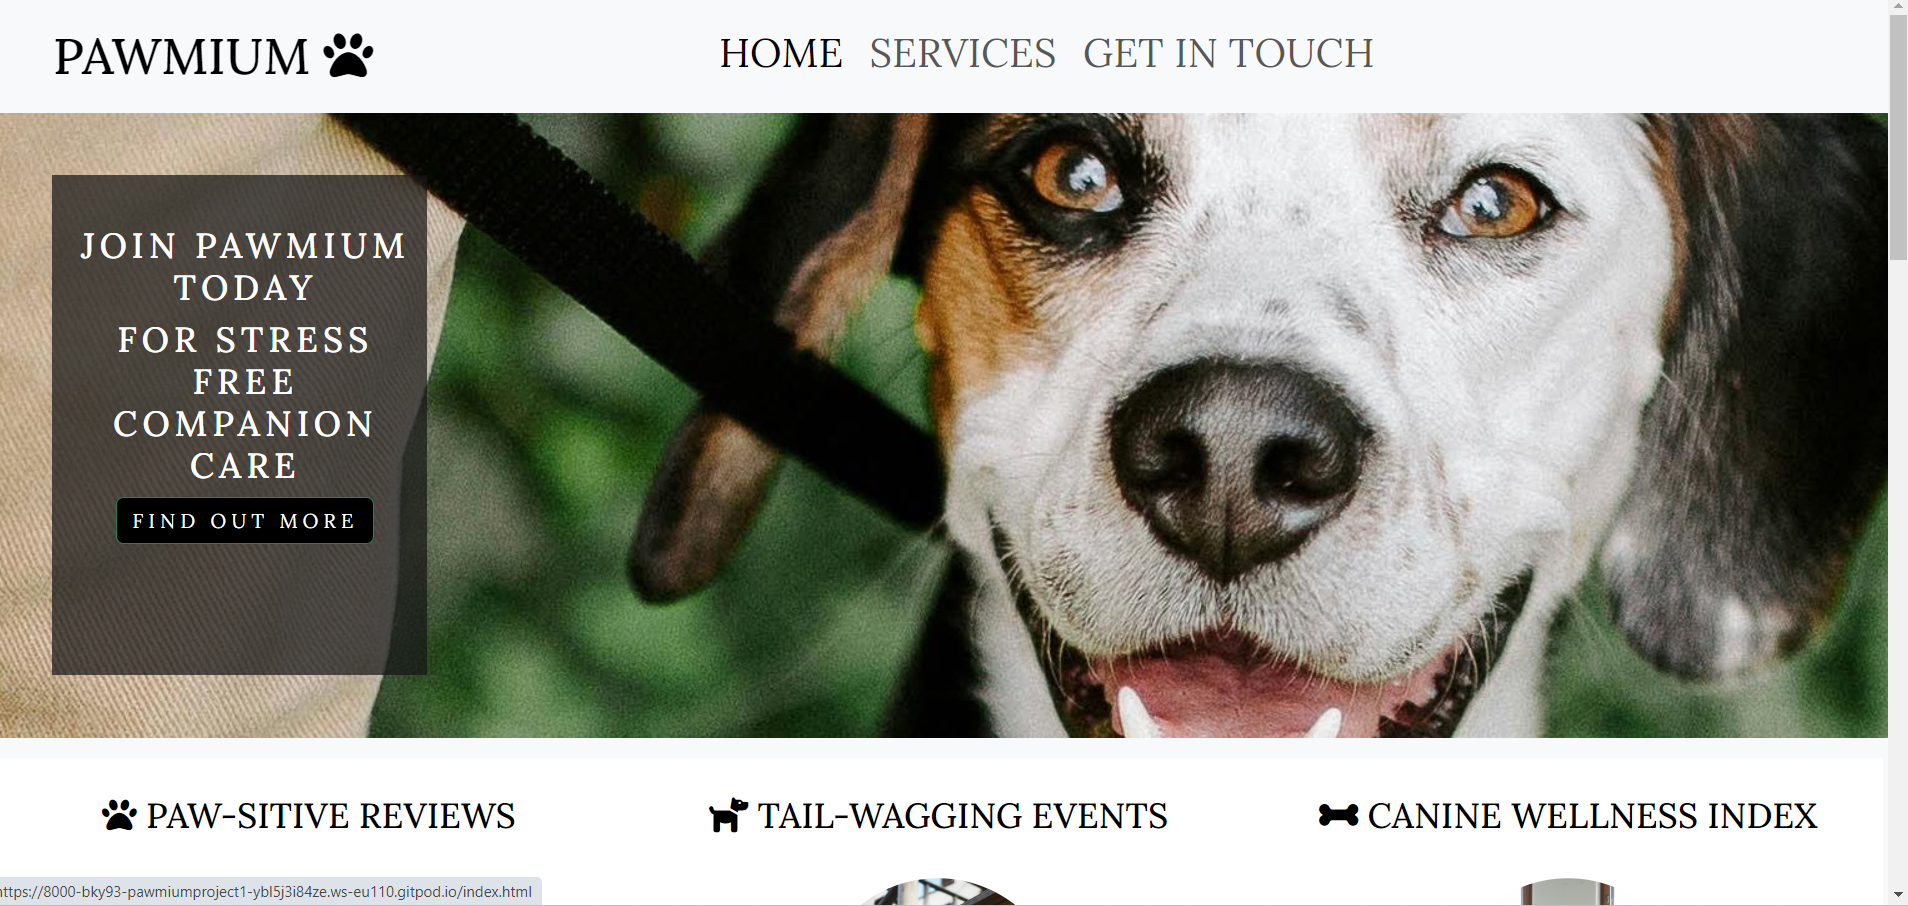 PAWMIUM
HOME SERVICES GET IN TOUCH
JOIN PAWMIUM
TODAY
FOR STRESS
FREE
COMPANION
CARE
FIND OUT MORE
PAW-SITIVE REVIEWS
TAIL-WAGGING EVENTS
CANINE WELLNESS INDEX
https://8000-bky93-pawmiumproject1-ybl5j3i84ze.ws-eu110.gitpod.io/index.html